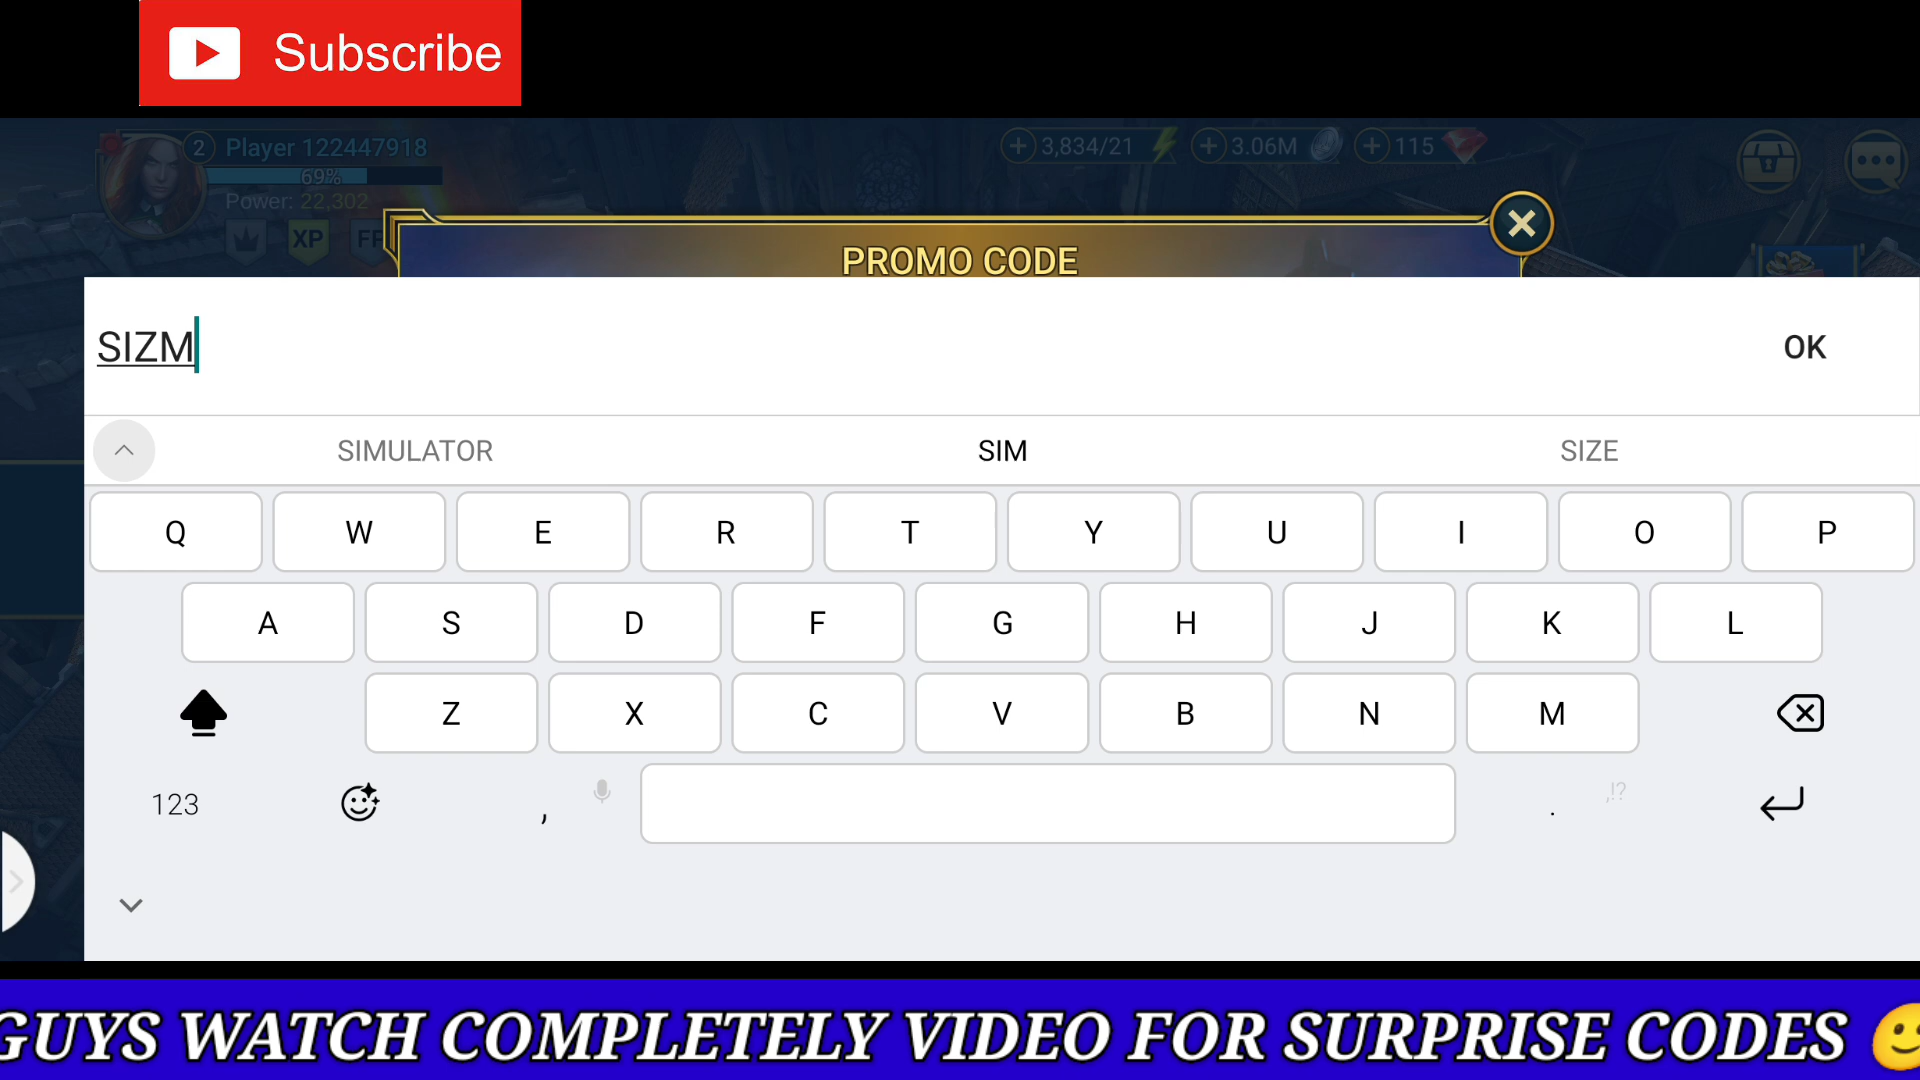 Subscribe
2 Player 122447918
69%
Power: 22,302
XP
3,834/21
3.06M
115
PROMO CODE
SIZM
OK
SIMULATOR SIM SIZE
Q W E R T Y U I O P
A S D F G H J K L
Z X C V B N M
123 , . ,!?
GUYS WATCH COMPLETELY VIDEO FOR SURPRISE CODES